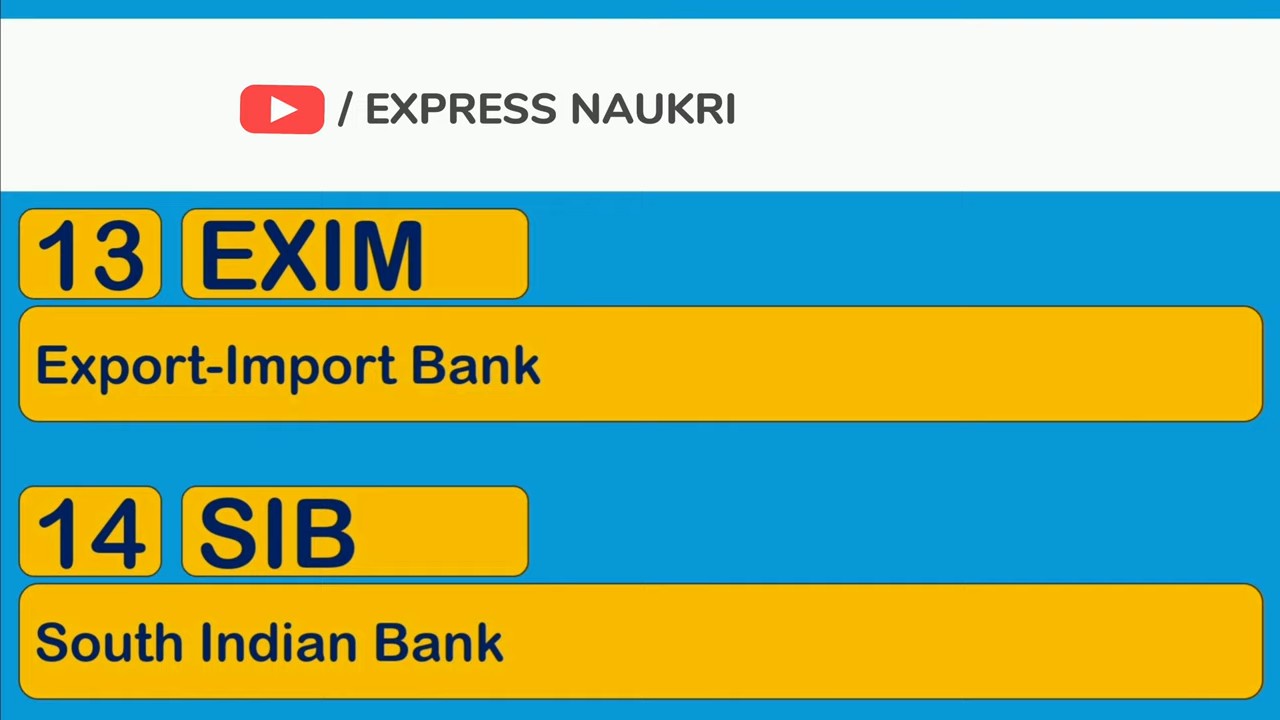 / EXPRESS NAUKRI
13 EXIM
Export-Import Bank
14 SIB
South Indian Bank